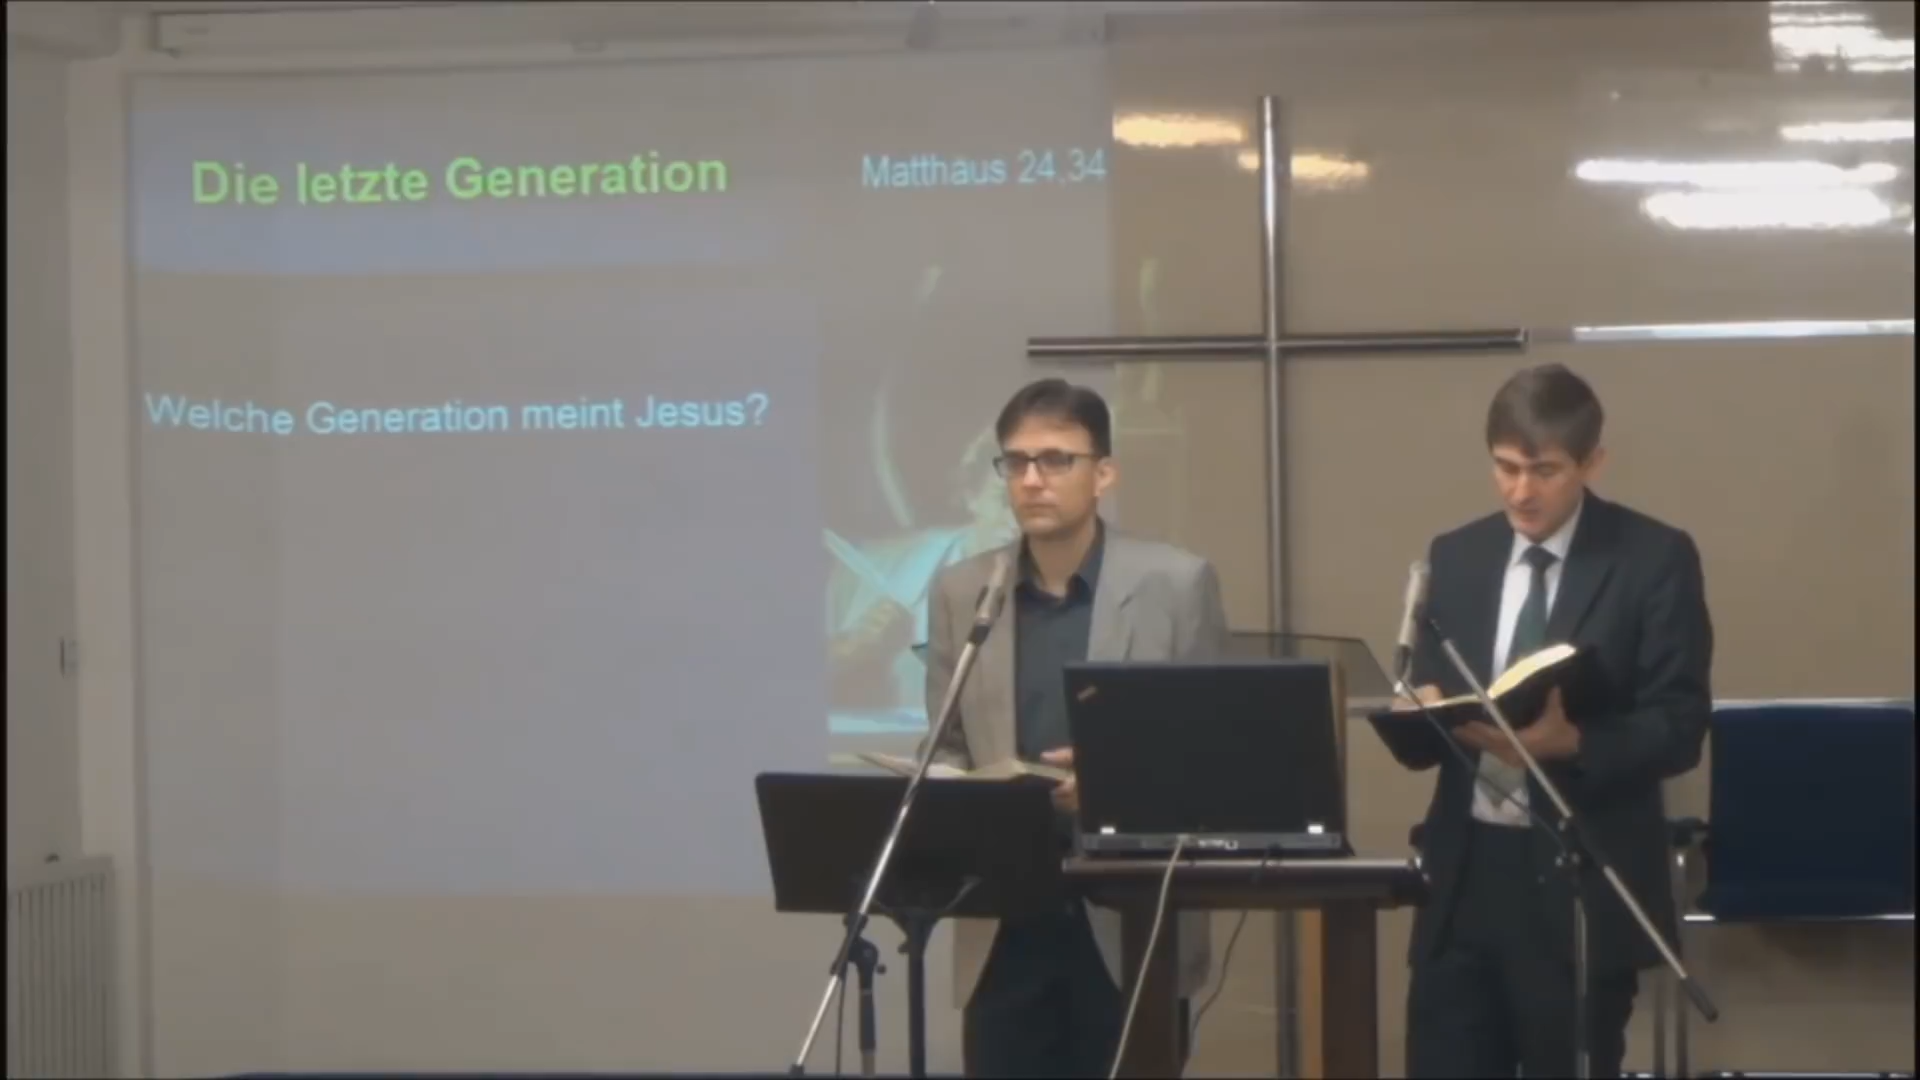 Die letzte Generation
Matthäus 24,34
Welche Generation meint Jesus?